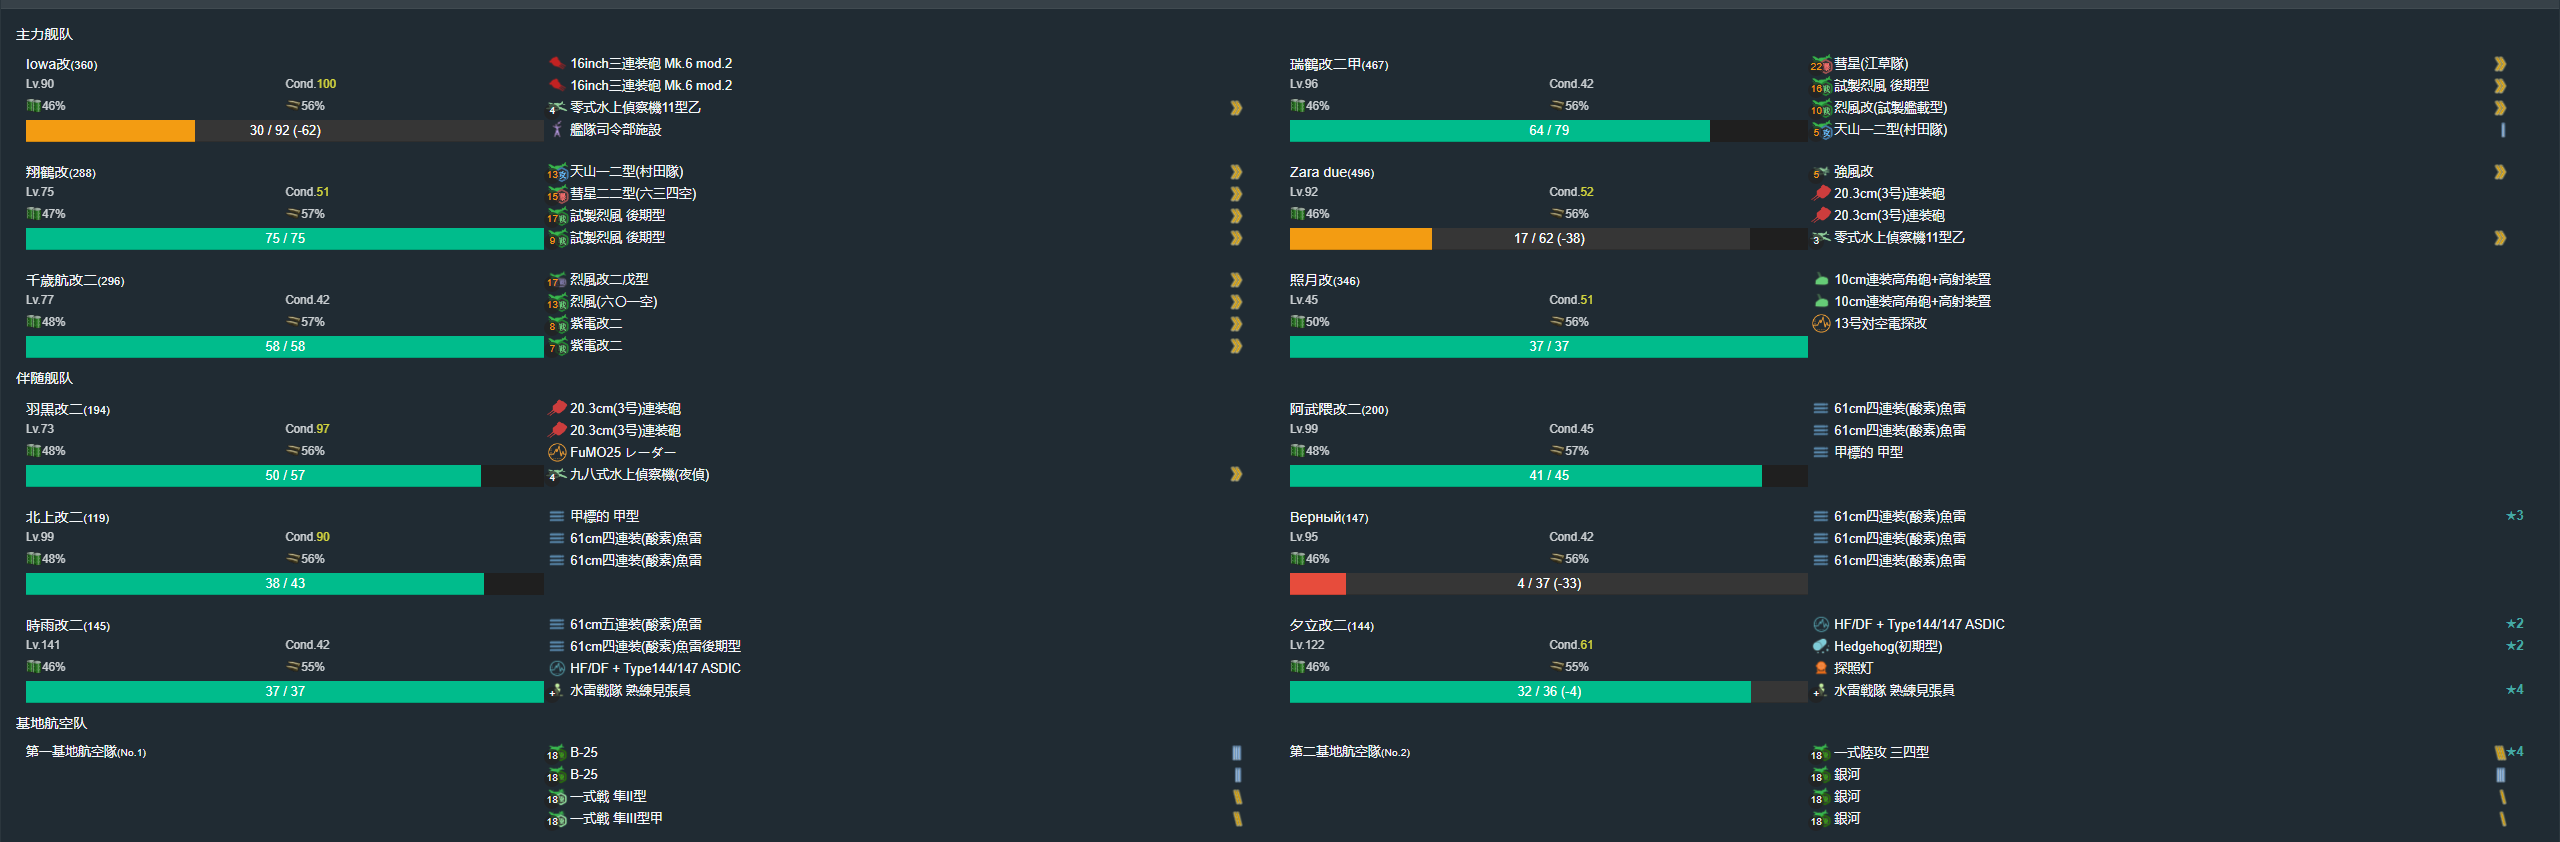 主力舰队
Iowa改(360)
Lv.90 Cond.100
46% 56%
30 / 92 (-62)
16inch三連装砲 Mk.6 mod.2
16inch三連装砲 Mk.6 mod.2
4 零式水上偵察機11型乙
艦隊司令部施設
瑞鶴改二甲(467)
Lv.96 Cond.42
46% 56%
64 / 79
22 彗星(江草隊)
16 試製烈風 後期型
10 烈風改(試製艦載型)
5 天山一二型(村田隊)
翔鶴改(288)
Lv.75 Cond.51
47% 57%
75 / 75
13 天山一二型(村田隊)
15 彗星二二型(六三四空)
17 試製烈風 後期型
9 試製烈風 後期型
Zara due(496)
Lv.92 Cond.52
46% 56%
17 / 62 (-38)
5 強風改
20.3cm(3号)連装砲
20.3cm(3号)連装砲
3 零式水上偵察機11型乙
千歳航改二(296)
Lv.77 Cond.42
48% 57%
58 / 58
17 烈風改二戊型
13 烈風(六〇一空)
8 紫電改二
7 紫電改二
照月改(346)
Lv.45 Cond.51
50% 56%
37 / 37
10cm連装高角砲+高射装置
10cm連装高角砲+高射装置
13号対空電探改
伴随舰队
羽黒改二(194)
Lv.73 Cond.97
48% 56%
50 / 57
20.3cm(3号)連装砲
20.3cm(3号)連装砲
FuMO25 レーダー
4 九八式水上偵察機(夜偵)
阿武隈改二(200)
Lv.99 Cond.45
48% 57%
41 / 45
61cm四連装(酸素)魚雷
61cm四連装(酸素)魚雷
甲標的 甲型
北上改二(119)
Lv.99 Cond.90
48% 56%
38 / 43
甲標的 甲型
61cm四連装(酸素)魚雷
61cm四連装(酸素)魚雷
Верный(147)
Lv.95 Cond.42
46% 56%
4 / 37 (-33)
61cm四連装(酸素)魚雷 ★3
61cm四連装(酸素)魚雷
61cm四連装(酸素)魚雷
時雨改二(145)
Lv.141 Cond.42
46% 55%
37 / 37
61cm五連装(酸素)魚雷
61cm四連装(酸素)魚雷後期型
HF/DF + Type144/147 ASDIC
+ 水雷戦隊 熟練見張員
夕立改二(144)
Lv.122 Cond.61
46% 55%
32 / 36 (-4)
HF/DF + Type144/147 ASDIC ★2
Hedgehog(初期型) ★2
探照灯
+ 水雷戦隊 熟練見張員 ★4
基地航空队
第一基地航空隊(No.1)
18 B-25
18 B-25
18 一式戦 隼II型
18 一式戦 隼III型甲
第二基地航空隊(No.2)
18 一式陸攻 三四型 ★4
18 銀河
18 銀河
18 銀河